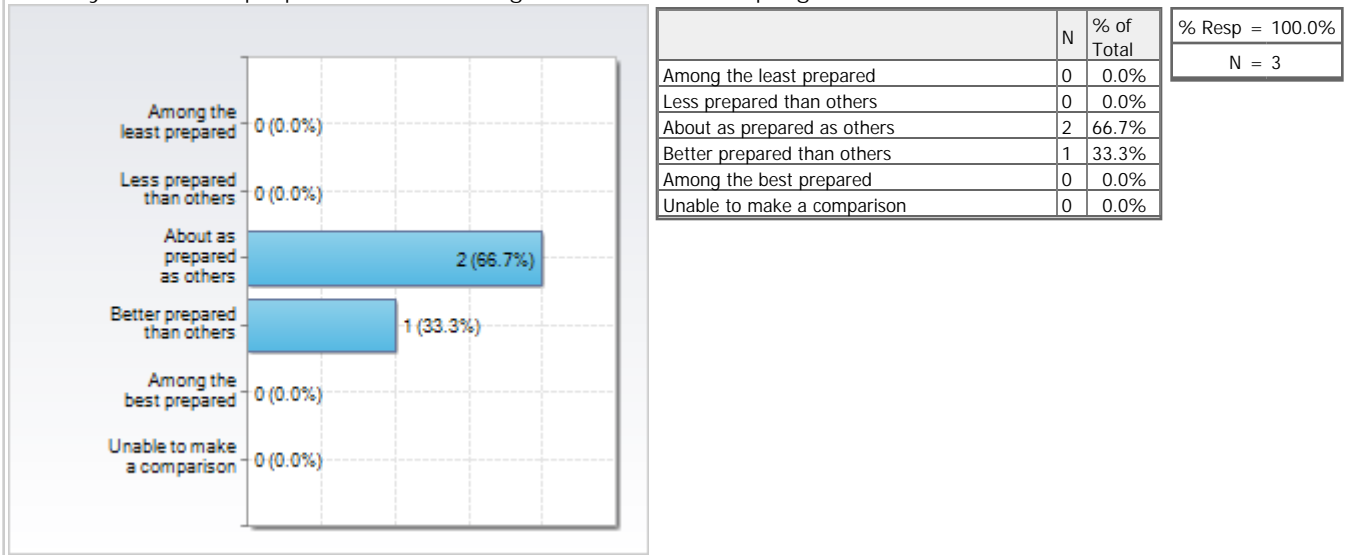 Among the
least prepared
0 (0.0%)
Less prepared
than others
0 (0.0%)
About as
prepared
as others
2 (66.7%)
Better prepared
than others
1 (33.3%)
Among the
best prepared
0 (0.0%)
Unable to make
a comparison
0 (0.0%)
N
% of
Total
Among the least prepared 0 0.0%
Less prepared than others 0 0.0%
About as prepared as others 2 66.7%
Better prepared than others 1 33.3%
Among the best prepared 0 0.0%
Unable to make a comparison 0 0.0%
% Resp = 100.0%
N = 3